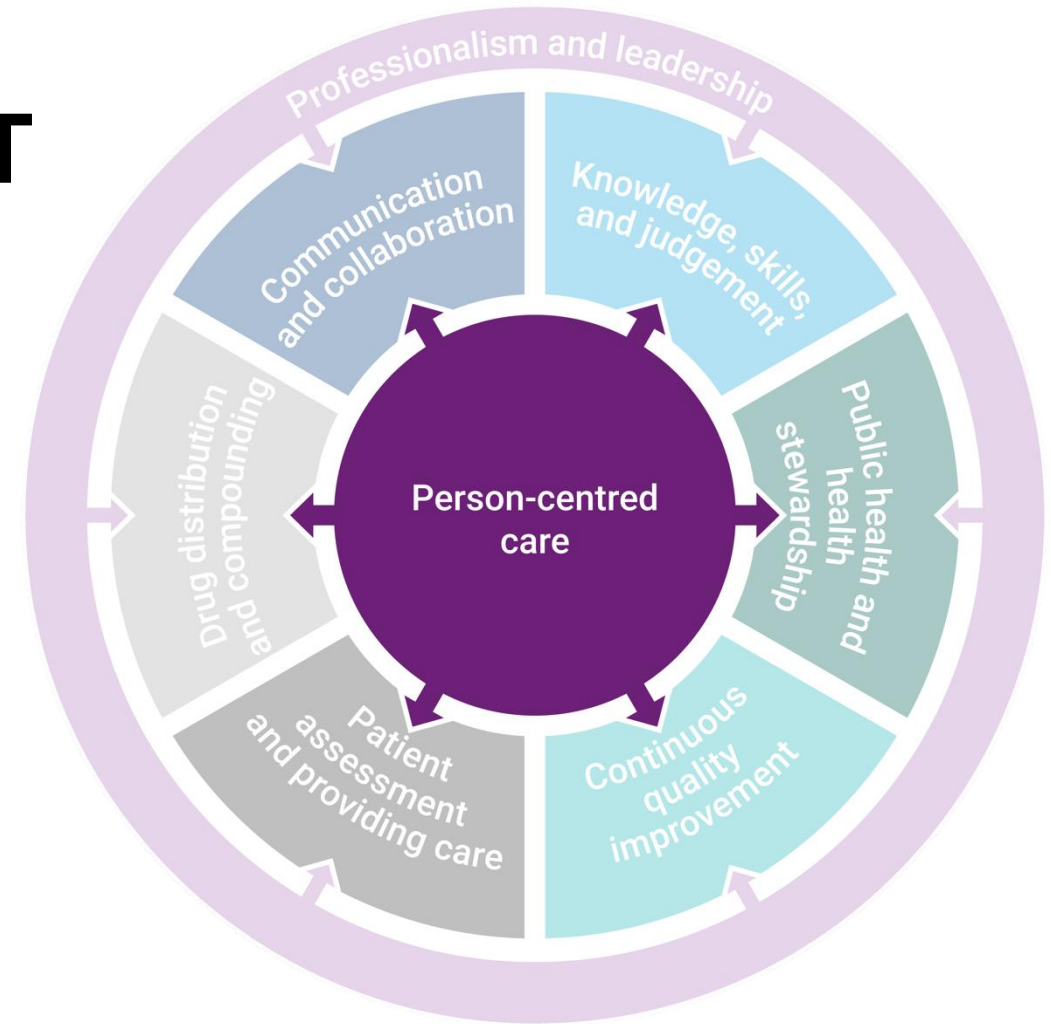 T
Professionalism and leadership
Communication
and collaboration
Knowledge, skills,
and judgement
Drug distribution
and compounding
Person-centred
care
Public health and
health
stewardship
Patient
assessment
and providing care
Continuous
quality
improvement